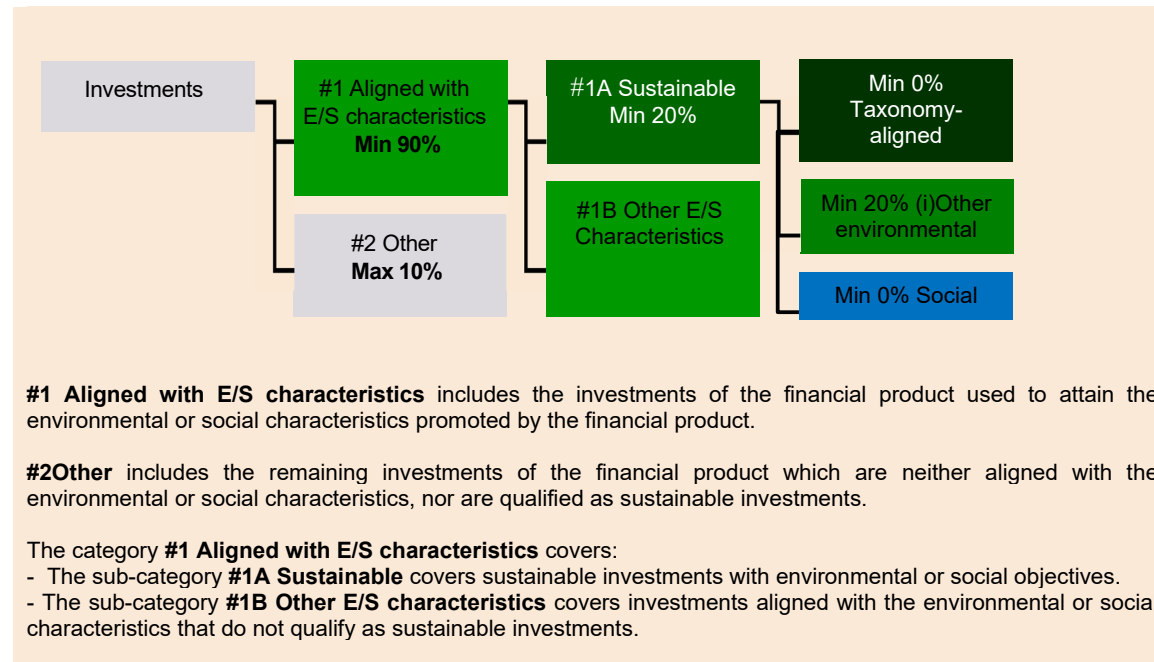 Investments
#1 Aligned with
E/S characteristics
Min 90%
#2 Other
Max 10%
#1A Sustainable
Min 20%
#1B Other E/S
Characteristics
Min 0%
Taxonomy-
aligned
Min 20% (i)Other
environmental
Min 0% Social
#1 Aligned with E/S characteristics includes the investments of the financial product used to attain the
environmental or social characteristics promoted by the financial product.
#2Other includes the remaining investments of the financial product which are neither aligned with the
environmental or social characteristics, nor are qualified as sustainable investments.
The category #1 Aligned with E/S characteristics covers:
- The sub-category #1A Sustainable covers sustainable investments with environmental or social objectives.
- The sub-category #1B Other E/S characteristics covers investments aligned with the environmental or social
characteristics that do not qualify as sustainable investments.